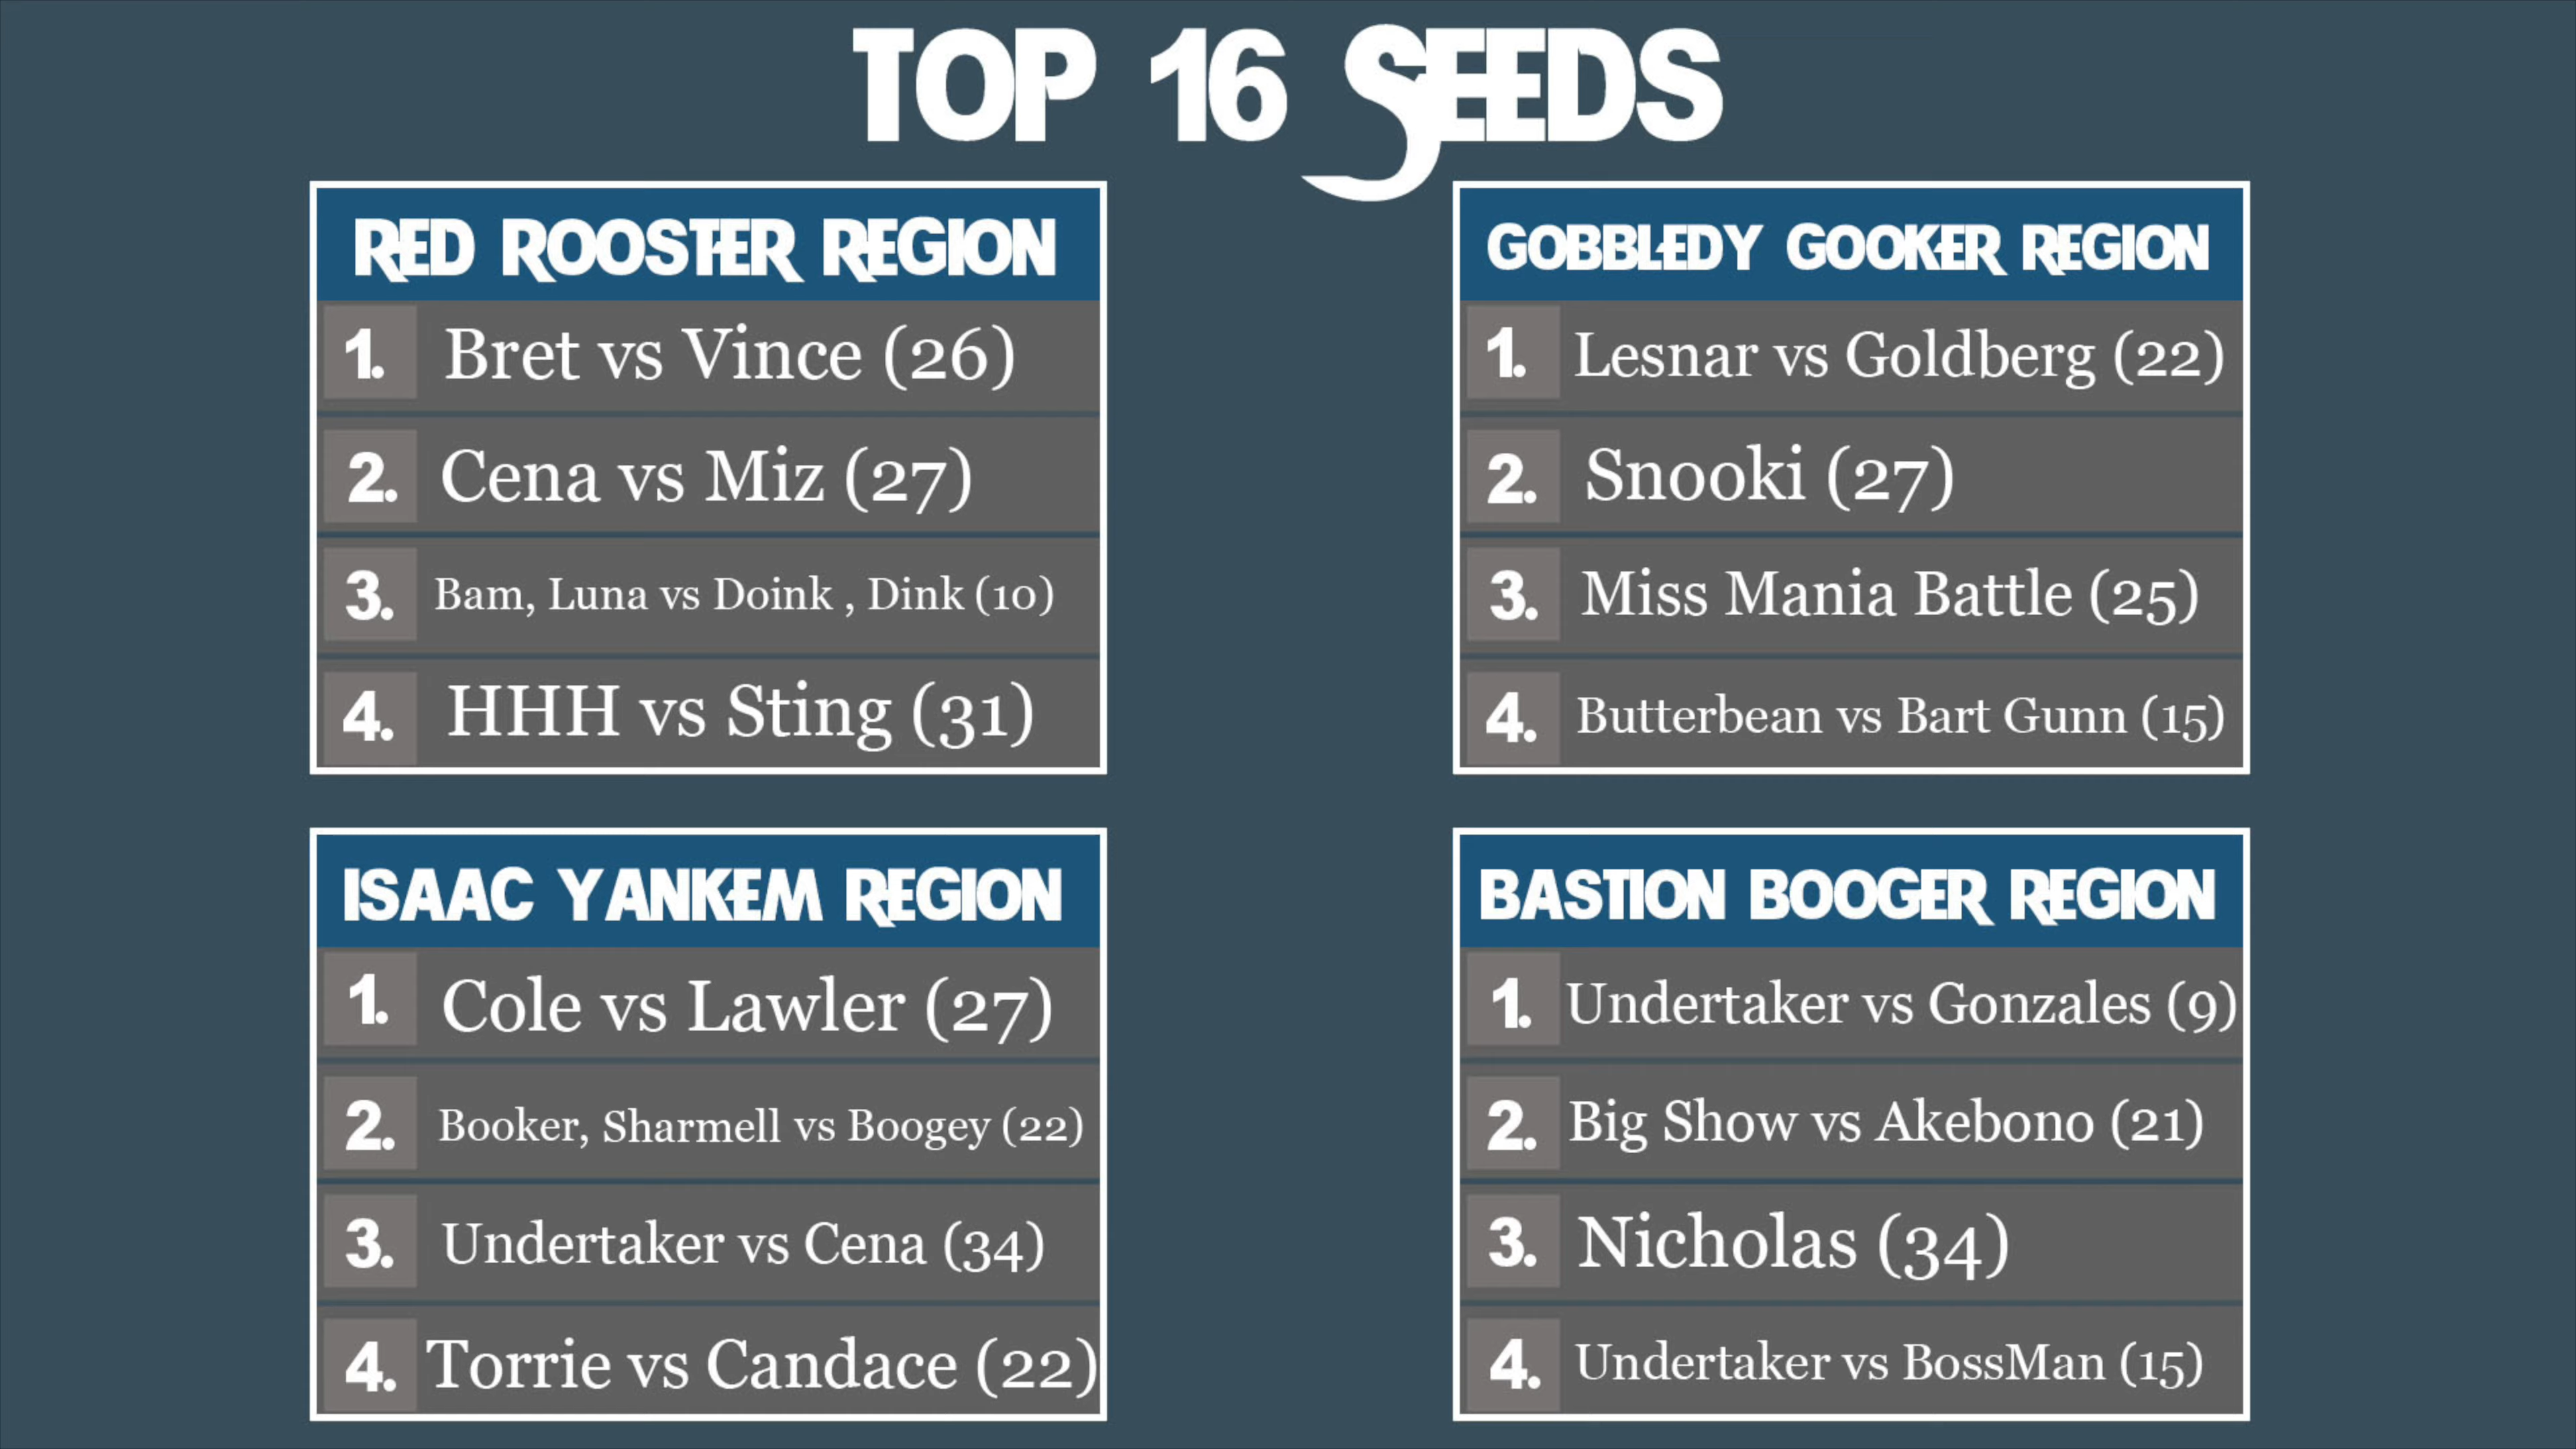 TOP 16 SEEDS
RED ROOSTER REGION
1. Bret vs Vince (26)
2. Cena vs Miz (27)
3. Bam, Luna vs Doink , Dink (10)
4. HHH vs Sting (31)
GOBBLEDY GOOKER REGION
1. Lesnar vs Goldberg (22)
2. Snooki (27)
3. Miss Mania Battle (25)
4. Butterbean vs Bart Gunn (15)
ISAAC YANKEM REGION
1. Cole vs Lawler (27)
2. Booker, Sharmell vs Boogey (22)
3. Undertaker vs Cena (34)
4. Torrie vs Candace (22)
BASTION BOOGER REGION
1. Undertaker vs Gonzales (9)
2. Big Show vs Akebono (21)
3. Nicholas (34)
4. Undertaker vs BossMan (15)